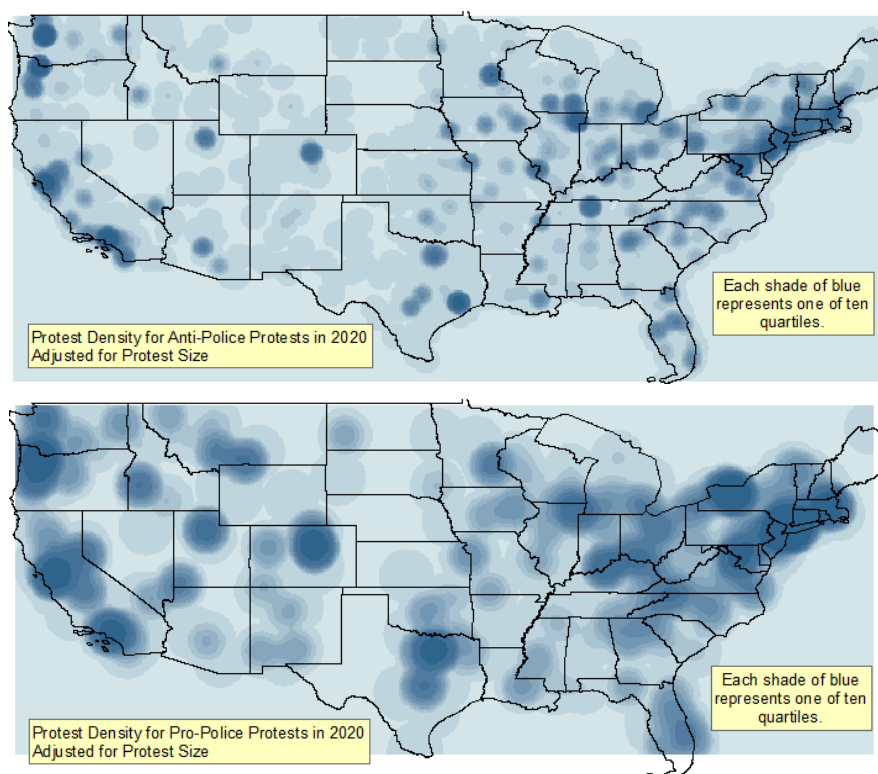 Each shade of blue
represents one of ten
quartiles.
Protest Density for Anti-Police Protests in 2020
Adjusted for Protest Size
Each shade of blue
represents one of ten
quartiles.
Protest Density for Pro-Police Protests in 2020
Adjusted for Protest Size